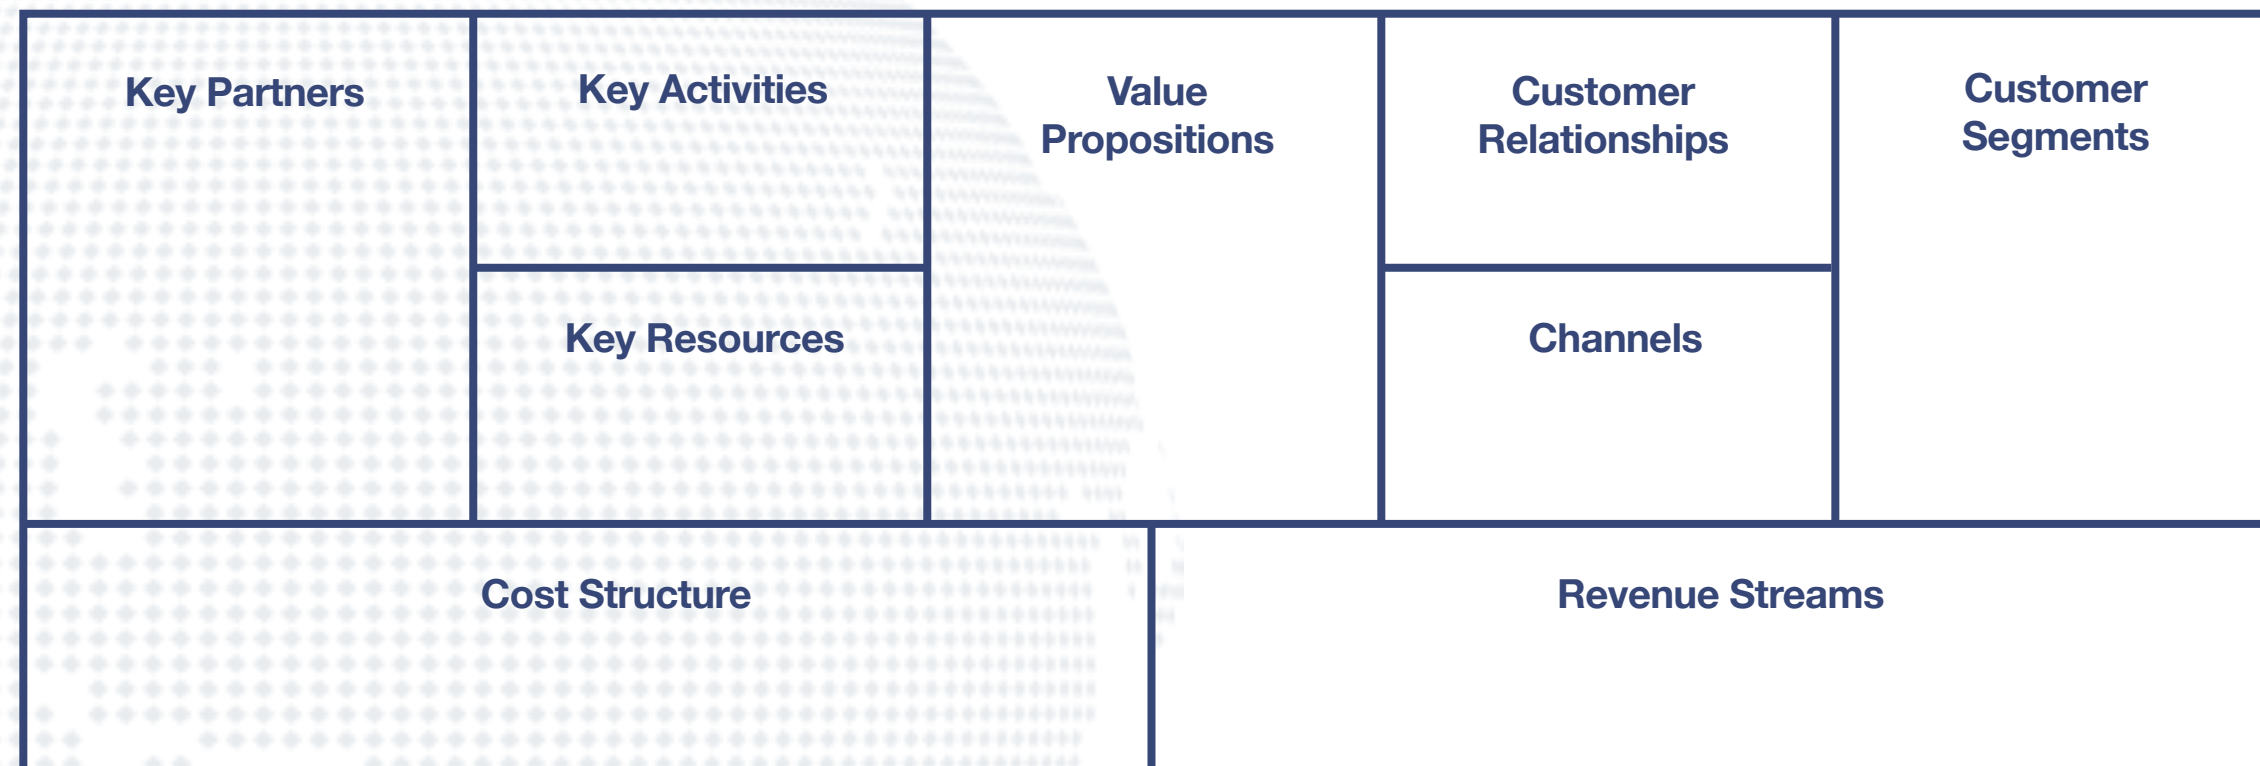 Key Partners
Key Activities
Key Resources
Value
Propositions
Customer
Relationships
Channels
Customer
Segments
Cost Structure
Revenue Streams